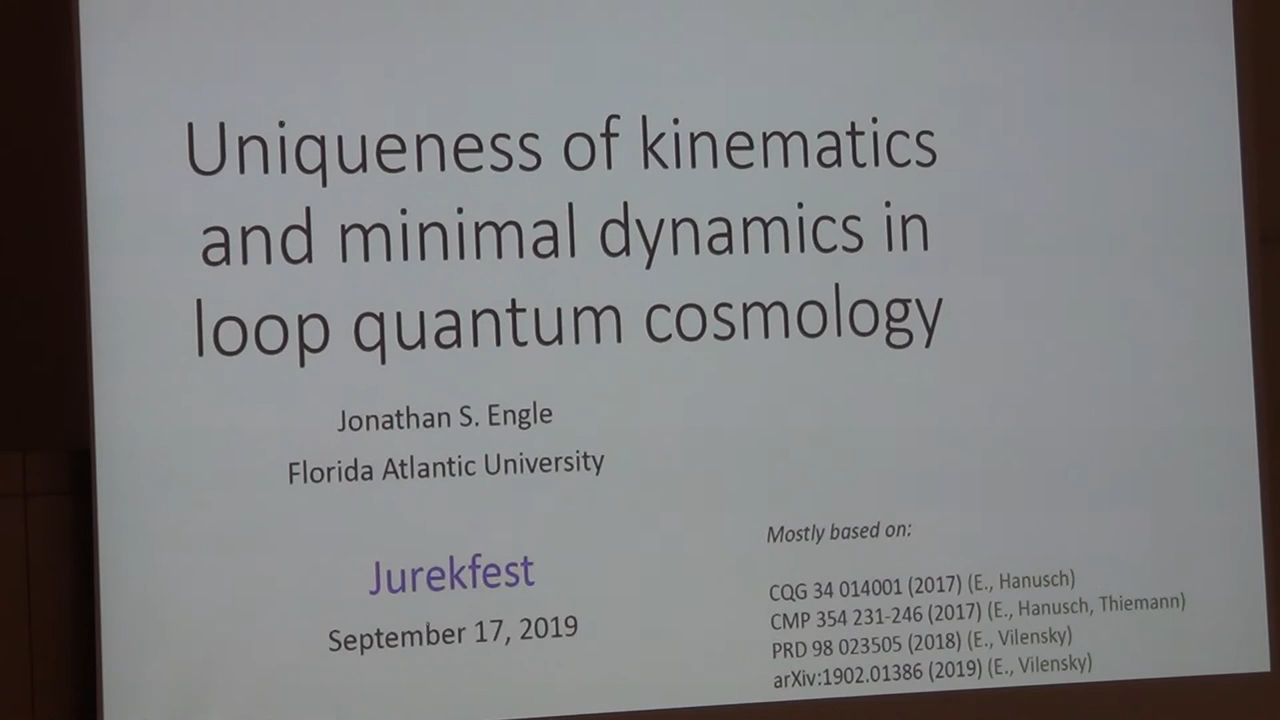 Uniqueness of kinematics
and minimal dynamics in
loop quantum cosmology
Jonathan S. Engle
Florida Atlantic University
Jurekfest
September 17, 2019
Mostly based on:
CQG 34 014001 (2017) (E., Hanusch)
CMP 354 231-246 (2017) (E., Hanusch, Thiemann)
PRD 98 023505 (2018) (E., Vilensky)
arXiv:1902.01386 (2019) (E., Vilensky)